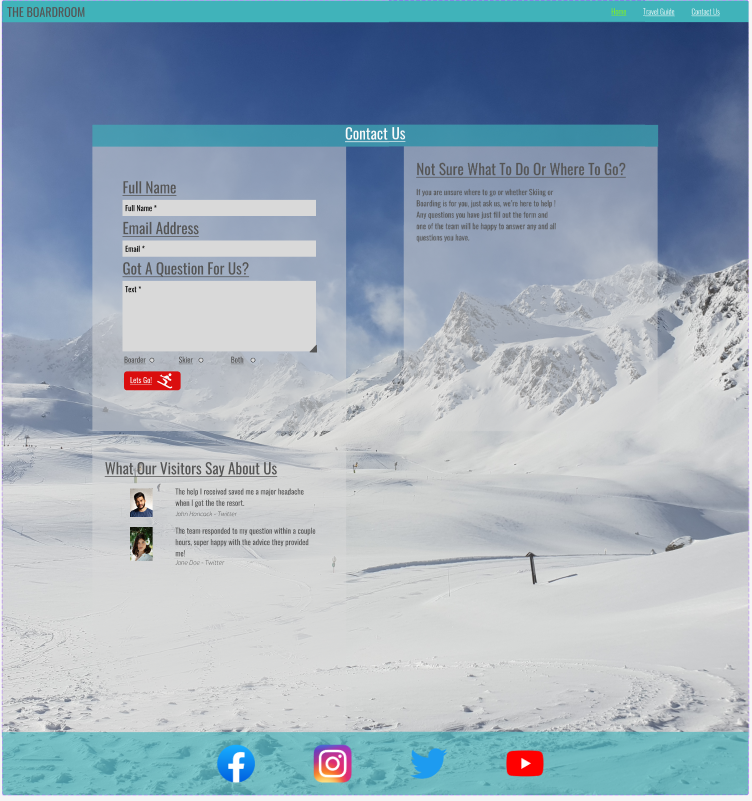 THE BOARDROOM
Home
Travel Guide
Contact Us
Contact Us
Full Name
Full Name *
Email Address
Email *
Got A Question For Us?
Text *
Boarder
Skier
Both
Lets Go!
Not Sure What To Do Or Where To Go?
If you are unsure where to go or whether Skiing or
Boarding is for you, just ask us, we're here to help !
Any questions you have just fill out the form and
one of the team will be happy to answer any and all
questions you have.
What Our Visitors Say About Us
The help I received saved me a major headache
when I got the the resort.
John Hancock - Twitter
The team responded to my question within a couple
hours, super happy with the advice they provided
me!
Jane Doe - Twitter